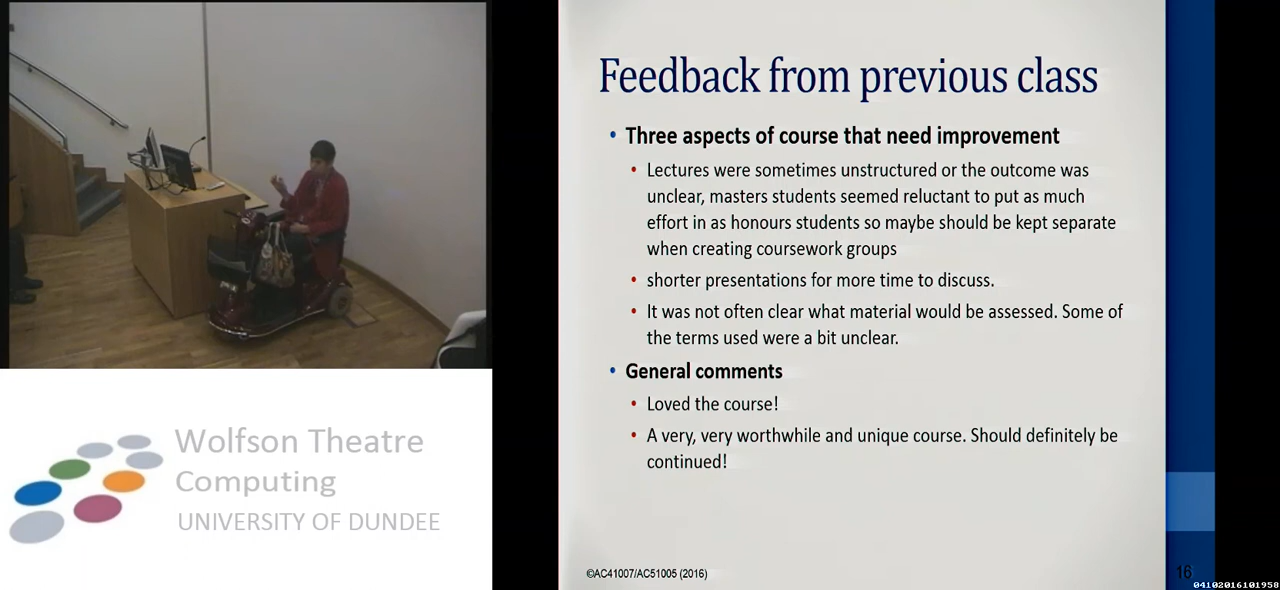 Feedback from previous class
• Three aspects of course that need improvement
• Lectures were sometimes unstructured or the outcome was
unclear, masters students seemed reluctant to put as much
effort in as honours students so maybe should be kept separate
when creating coursework groups
• shorter presentations for more time to discuss.
• It was not often clear what material would be assessed. Some of
the terms used were a bit unclear.
• General comments
• Loved the course!
• A very, very worthwhile and unique course. Should definitely be
continued!
©AC41007/AC51005 (2016)
16
04102016101958
Wolfson Theatre
Computing
UNIVERSITY OF DUNDEE